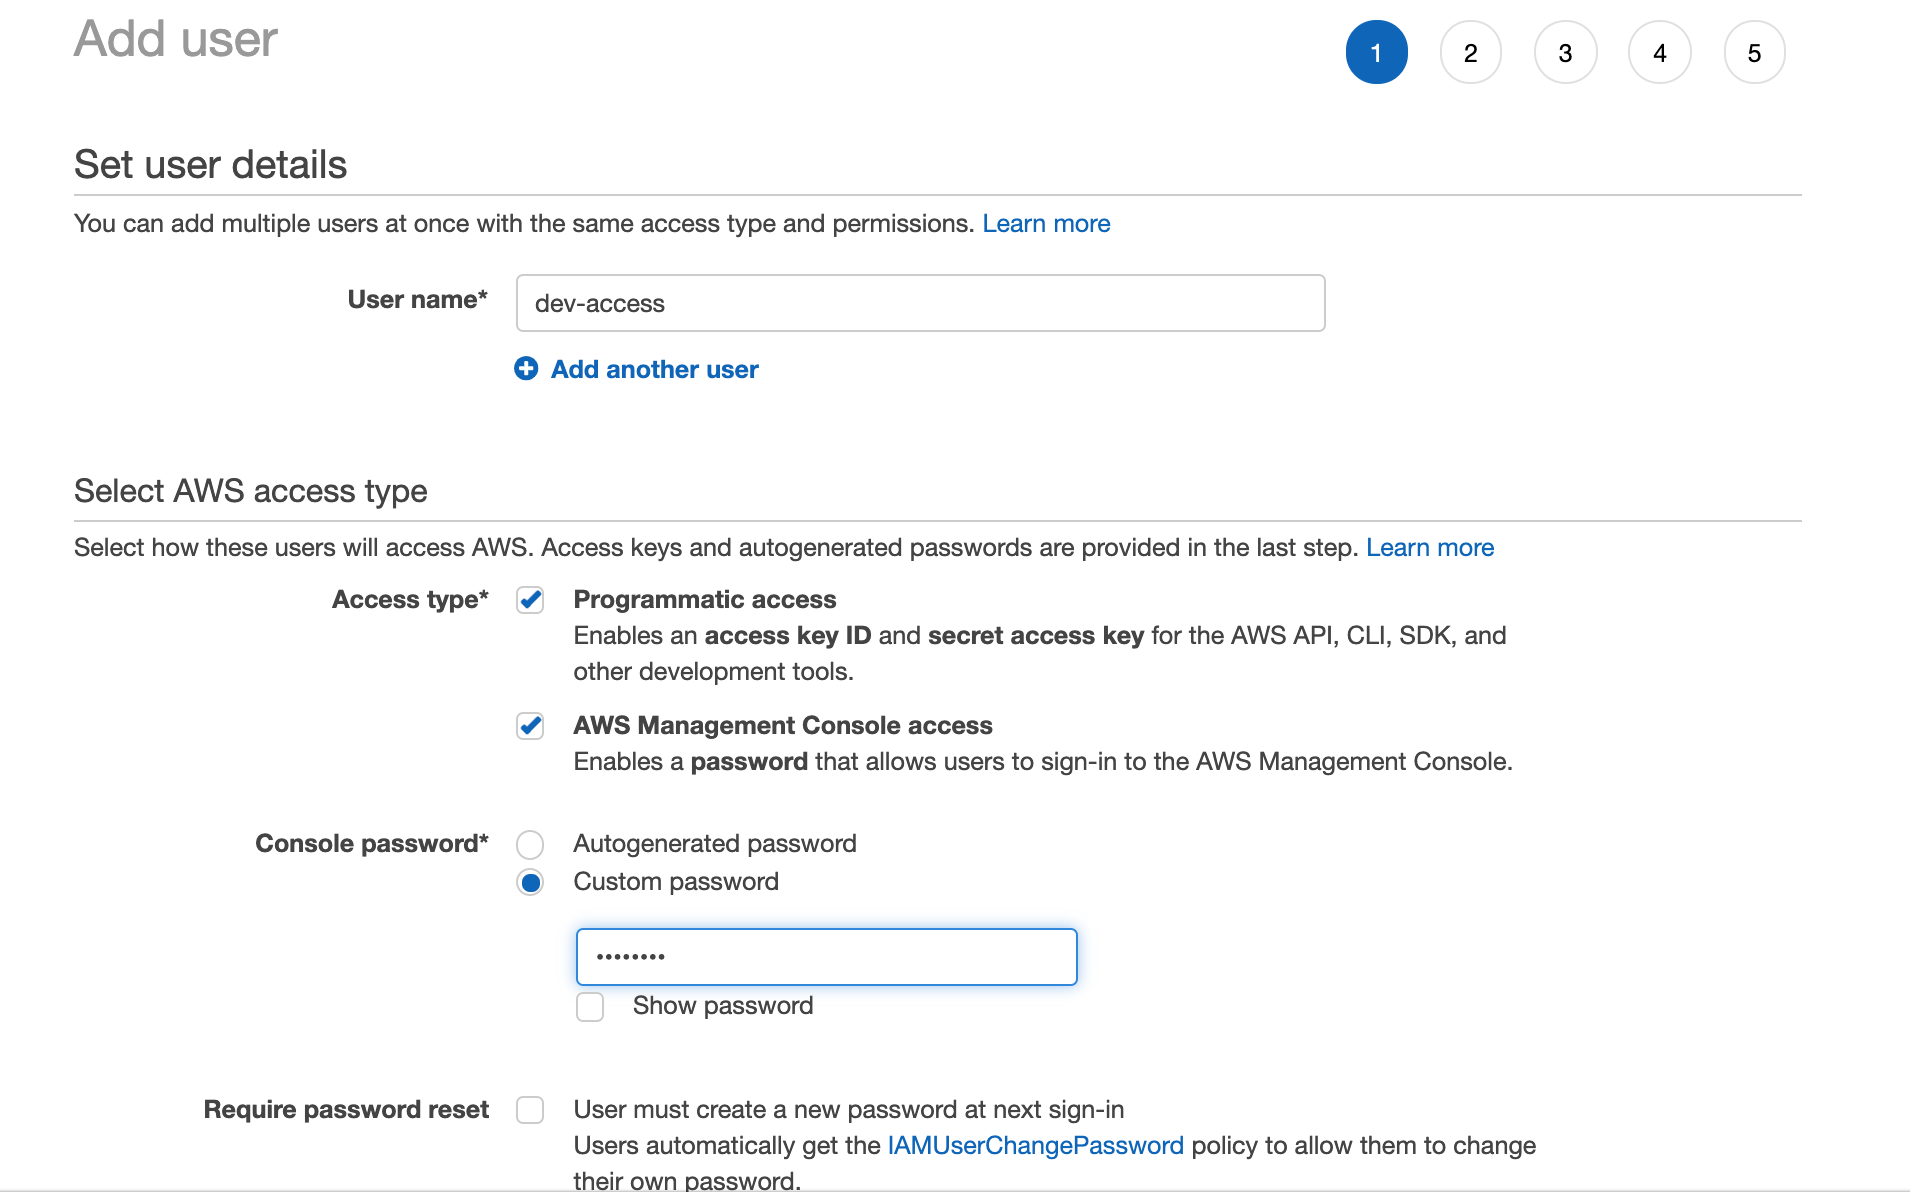 Add user
1 2 3 4 5
Set user details
You can add multiple users at once with the same access type and permissions. Learn more
User name* dev-access
Add another user
Select AWS access type
Select how these users will access AWS. Access keys and autogenerated passwords are provided in the last step. Learn more
Access type* Programmatic access
Enables an access key ID and secret access key for the AWS API, CLI, SDK, and
other development tools.
AWS Management Console access
Enables a password that allows users to sign-in to the AWS Management Console.
Console password* Autogenerated password
Custom password
••••••••
Show password
Require password reset User must create a new password at next sign-in
Users automatically get the IAMUserChangePassword policy to allow them to change
their own password.